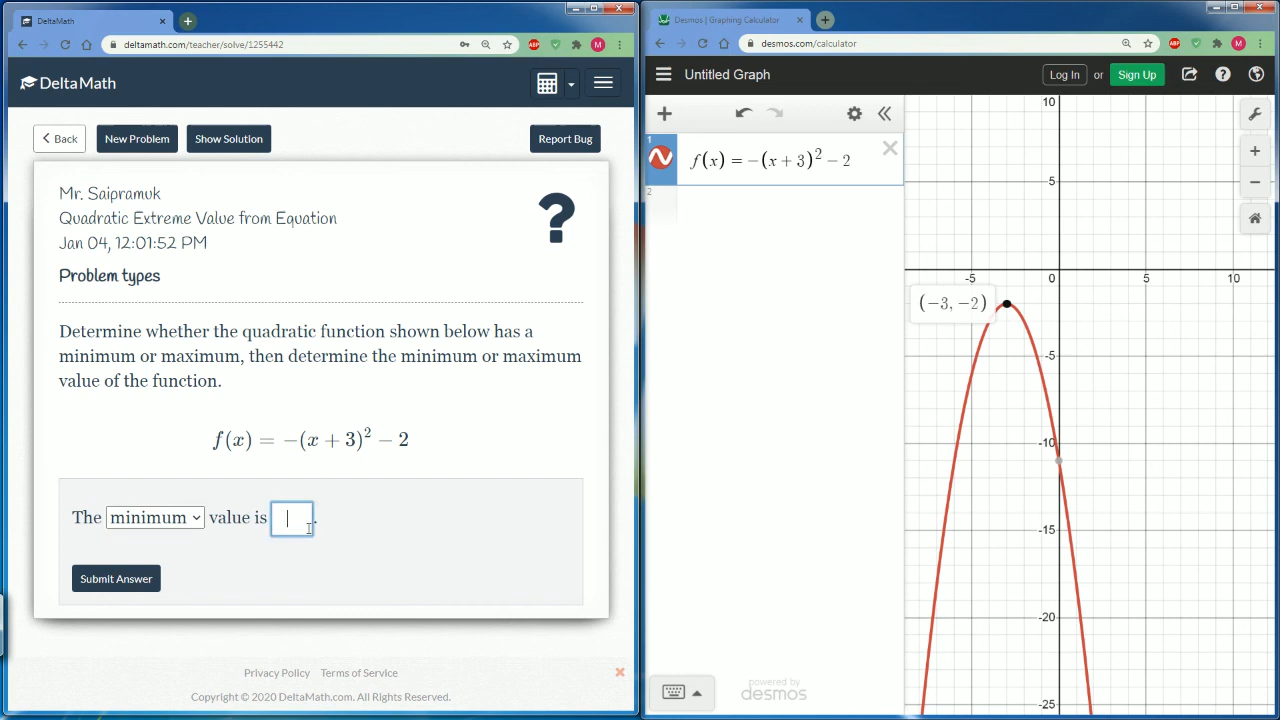 DeltaMath
deltamath.com/teacher/solve/1255442
ABP
M
DeltaMath
Back
New Problem
Show Solution
Report Bug
Mr. Saipramuk
Quadratic Extreme Value from Equation
Jan 04, 12:01:52 PM
Problem types
?
Determine whether the quadratic function shown below has a
minimum or maximum, then determine the minimum or maximum
value of the function.
f(x) = −(x + 3)² − 2
The minimum value is .
Submit Answer
Privacy Policy Terms of Service
Copyright © 2020 DeltaMath.com. All Rights Reserved.
Desmos | Graphing Calculator
desmos.com/calculator
ABP
M
Untitled Graph
Log In or Sign Up
1
f(x) = −(x + 3)² − 2
2
powered by
desmos
10
5
-5
0
5
10
(−3, −2)
-5
-10
-15
-20
-25